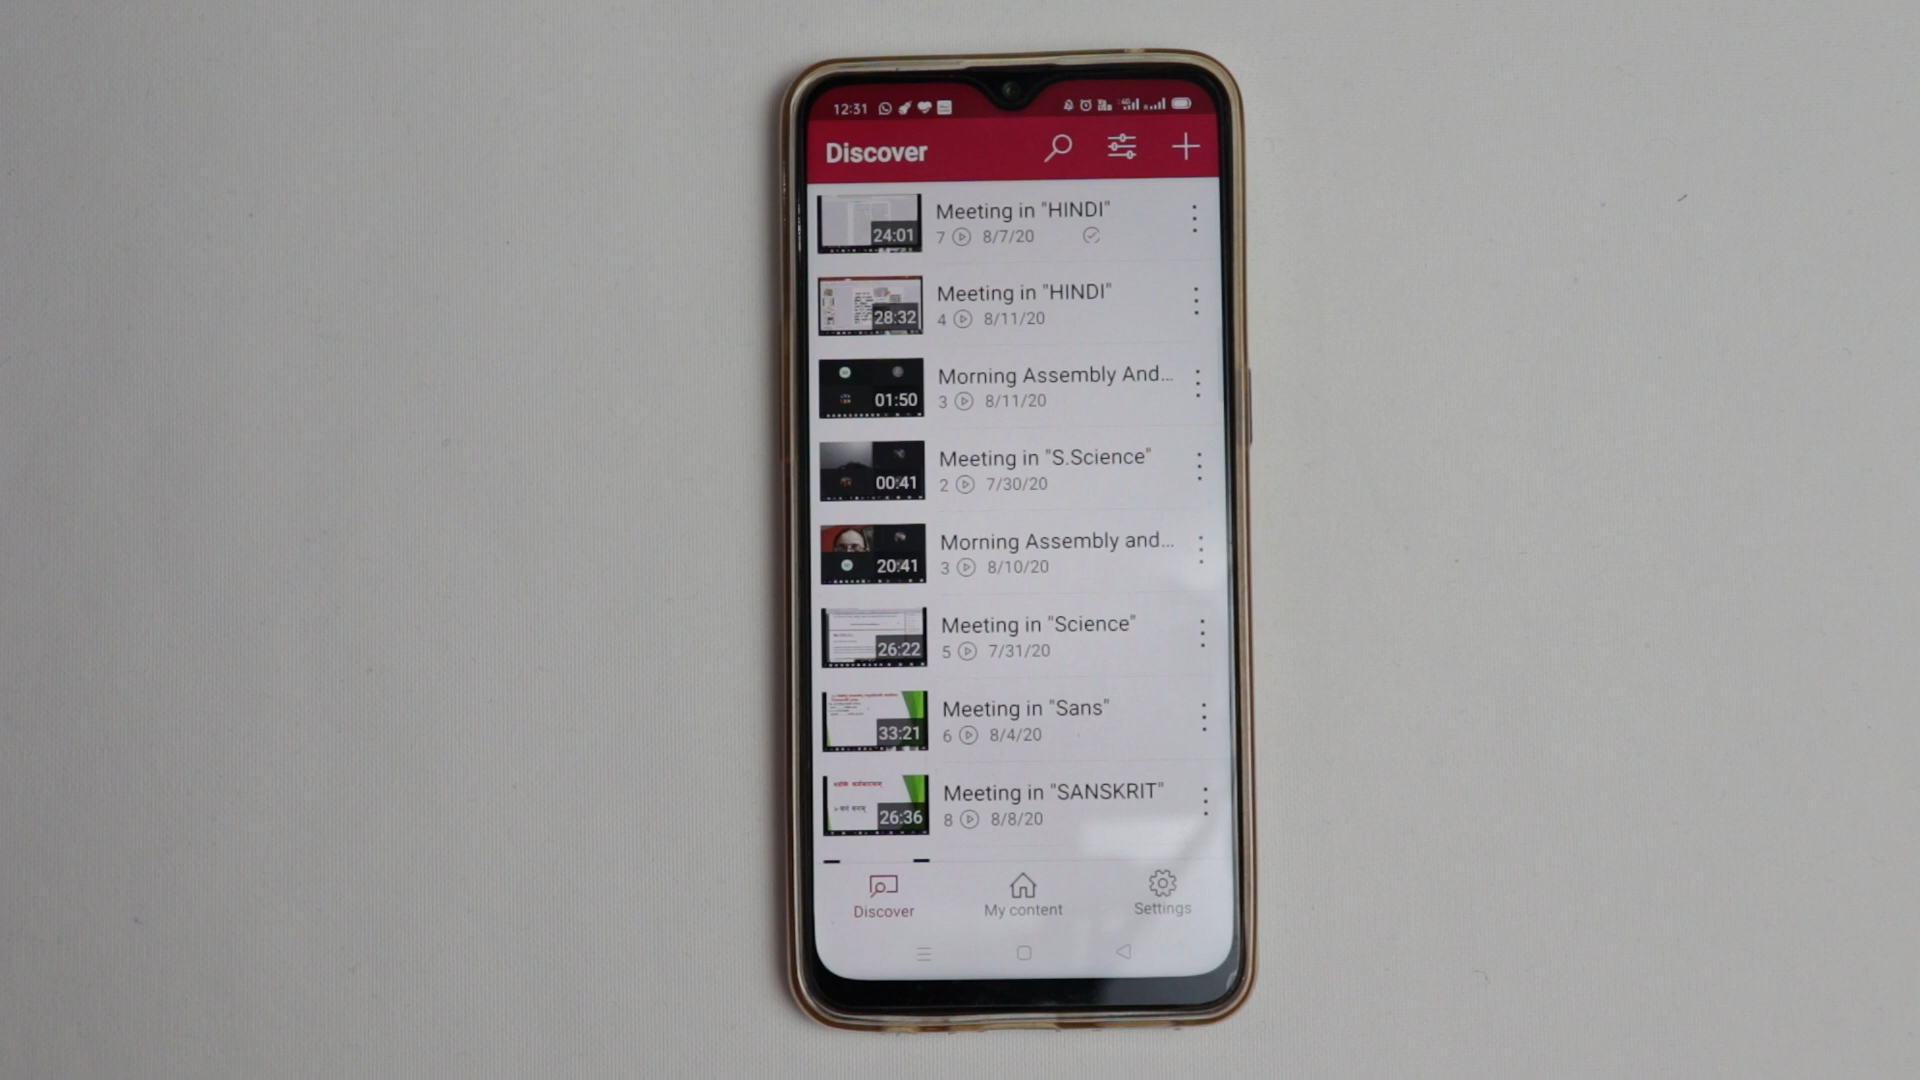 12:31
Discover
24:01
Meeting in "HINDI"
7 8/7/20
28:32
Meeting in "HINDI"
4 8/11/20
01:50
Morning Assembly And...
3 8/11/20
00:41
Meeting in "S.Science"
2 7/30/20
20:41
Morning Assembly and...
3 8/10/20
26:22
Meeting in "Science"
5 7/31/20
33:21
Meeting in "Sans"
6 8/4/20
26:36
Meeting in "SANSKRIT"
8 8/8/20
Discover My content Settings